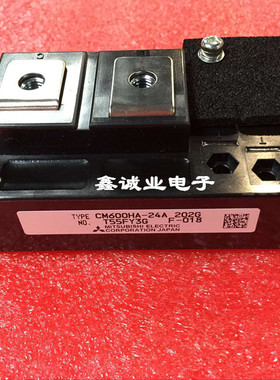 鑫诚业电子
TYPE CM600HA-24A 202G
NO. T55FY3G F-018
MITSUBISHI ELECTRIC
CORPORATION JAPAN